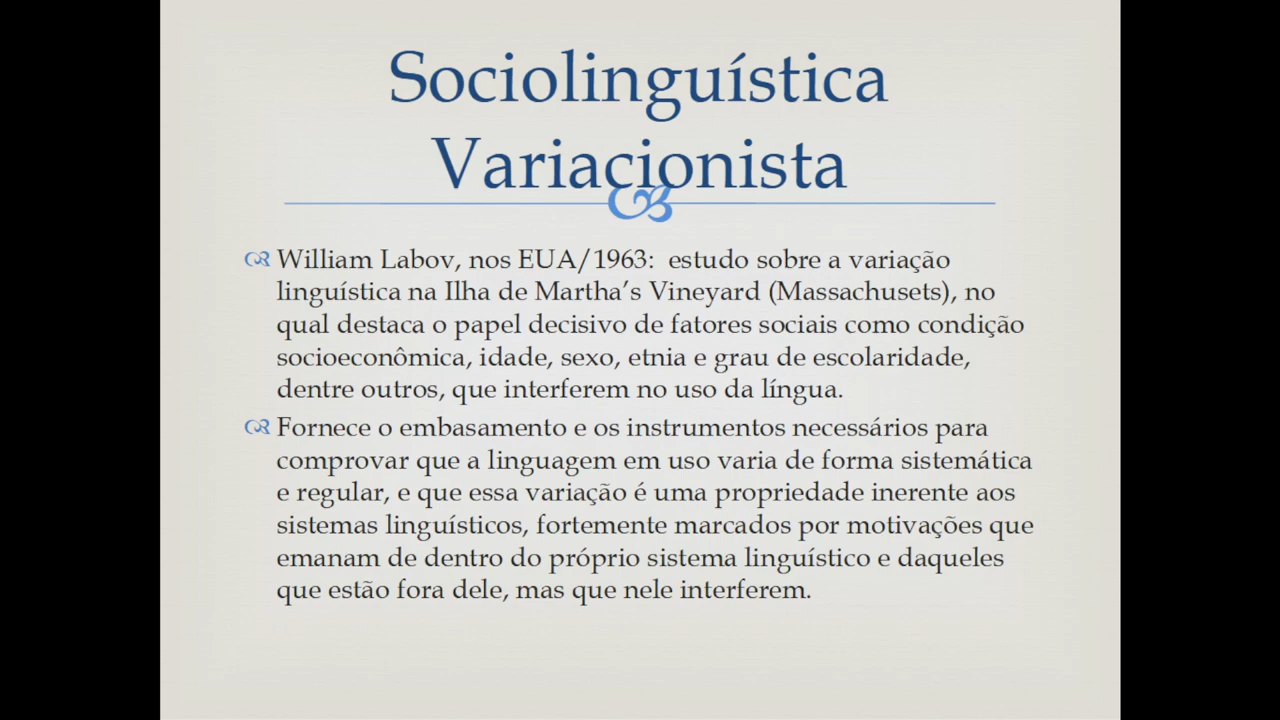 Sociolinguística
Variacionista
William Labov, nos EUA/1963:  estudo sobre a variação
linguística na Ilha de Martha’s Vineyard (Massachusets), no
qual destaca o papel decisivo de fatores sociais como condição
socioeconômica, idade, sexo, etnia e grau de escolaridade,
dentre outros, que interferem no uso da língua.
Fornece o embasamento e os instrumentos necessários para
comprovar que a linguagem em uso varia de forma sistemática
e regular, e que essa variação é uma propriedade inerente aos
sistemas linguísticos, fortemente marcados por motivações que
emanam de dentro do próprio sistema linguístico e daqueles
que estão fora dele, mas que nele interferem.